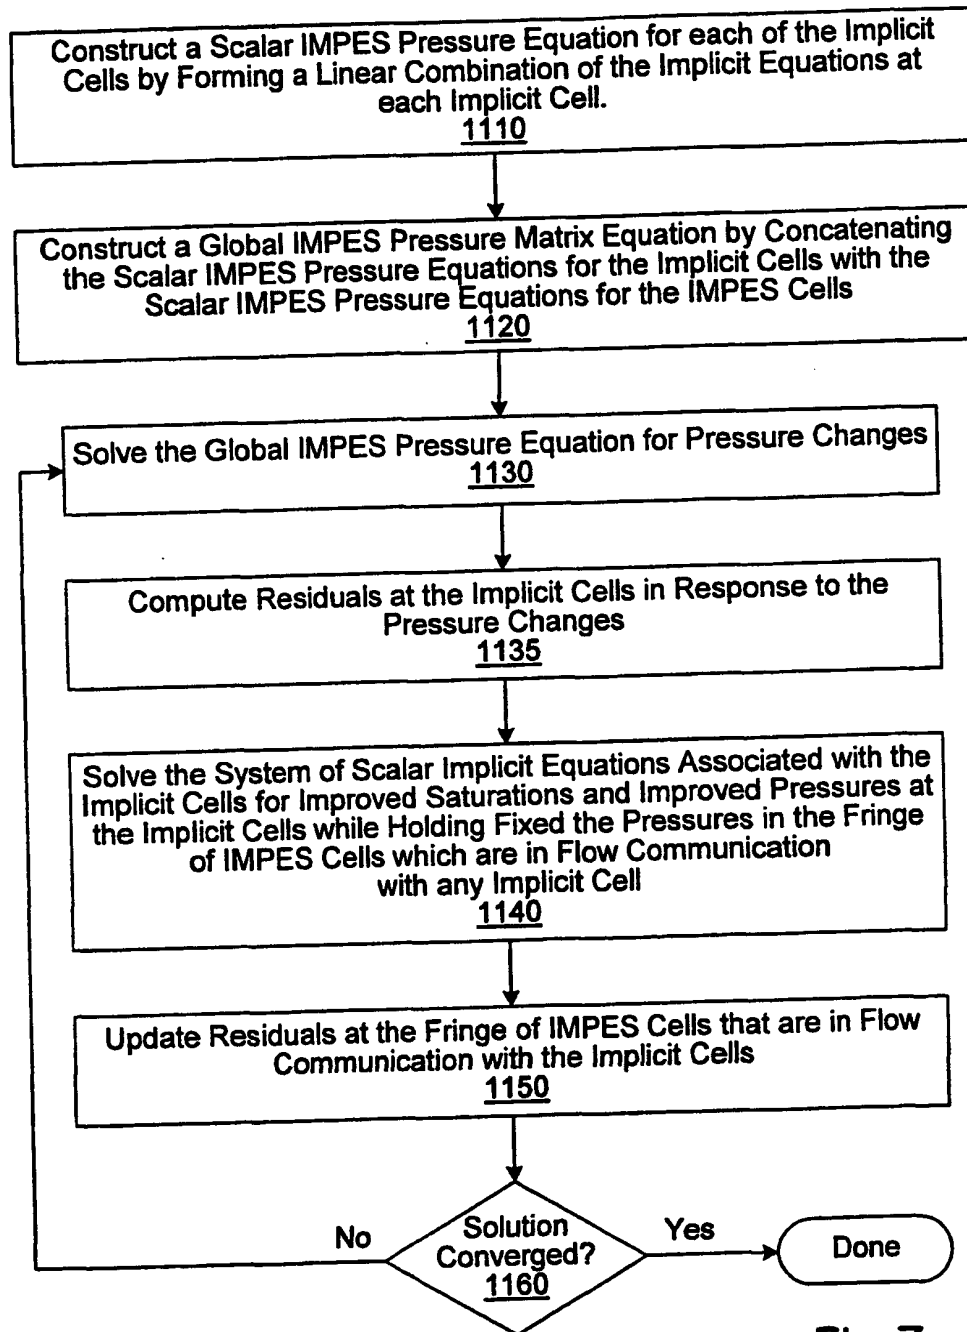 Construct a Scalar IMPES Pressure Equation for each of the Implicit
Cells by Forming a Linear Combination of the Implicit Equations at
each Implicit Cell.
1110
Construct a Global IMPES Pressure Matrix Equation by Concatenating
the Scalar IMPES Pressure Equations for the Implicit Cells with the
Scalar IMPES Pressure Equations for the IMPES Cells
1120
Solve the Global IMPES Pressure Equation for Pressure Changes
1130
Compute Residuals at the Implicit Cells in Response to the
Pressure Changes
1135
Solve the System of Scalar Implicit Equations Associated with the
Implicit Cells for Improved Saturations and Improved Pressures at
the Implicit Cells while Holding Fixed the Pressures in the Fringe
of IMPES Cells which are in Flow Communication
with any Implicit Cell
1140
Update Residuals at the Fringe of IMPES Cells that are in Flow
Communication with the Implicit Cells
1150
Solution
Converged?
1160
No
Yes
Done